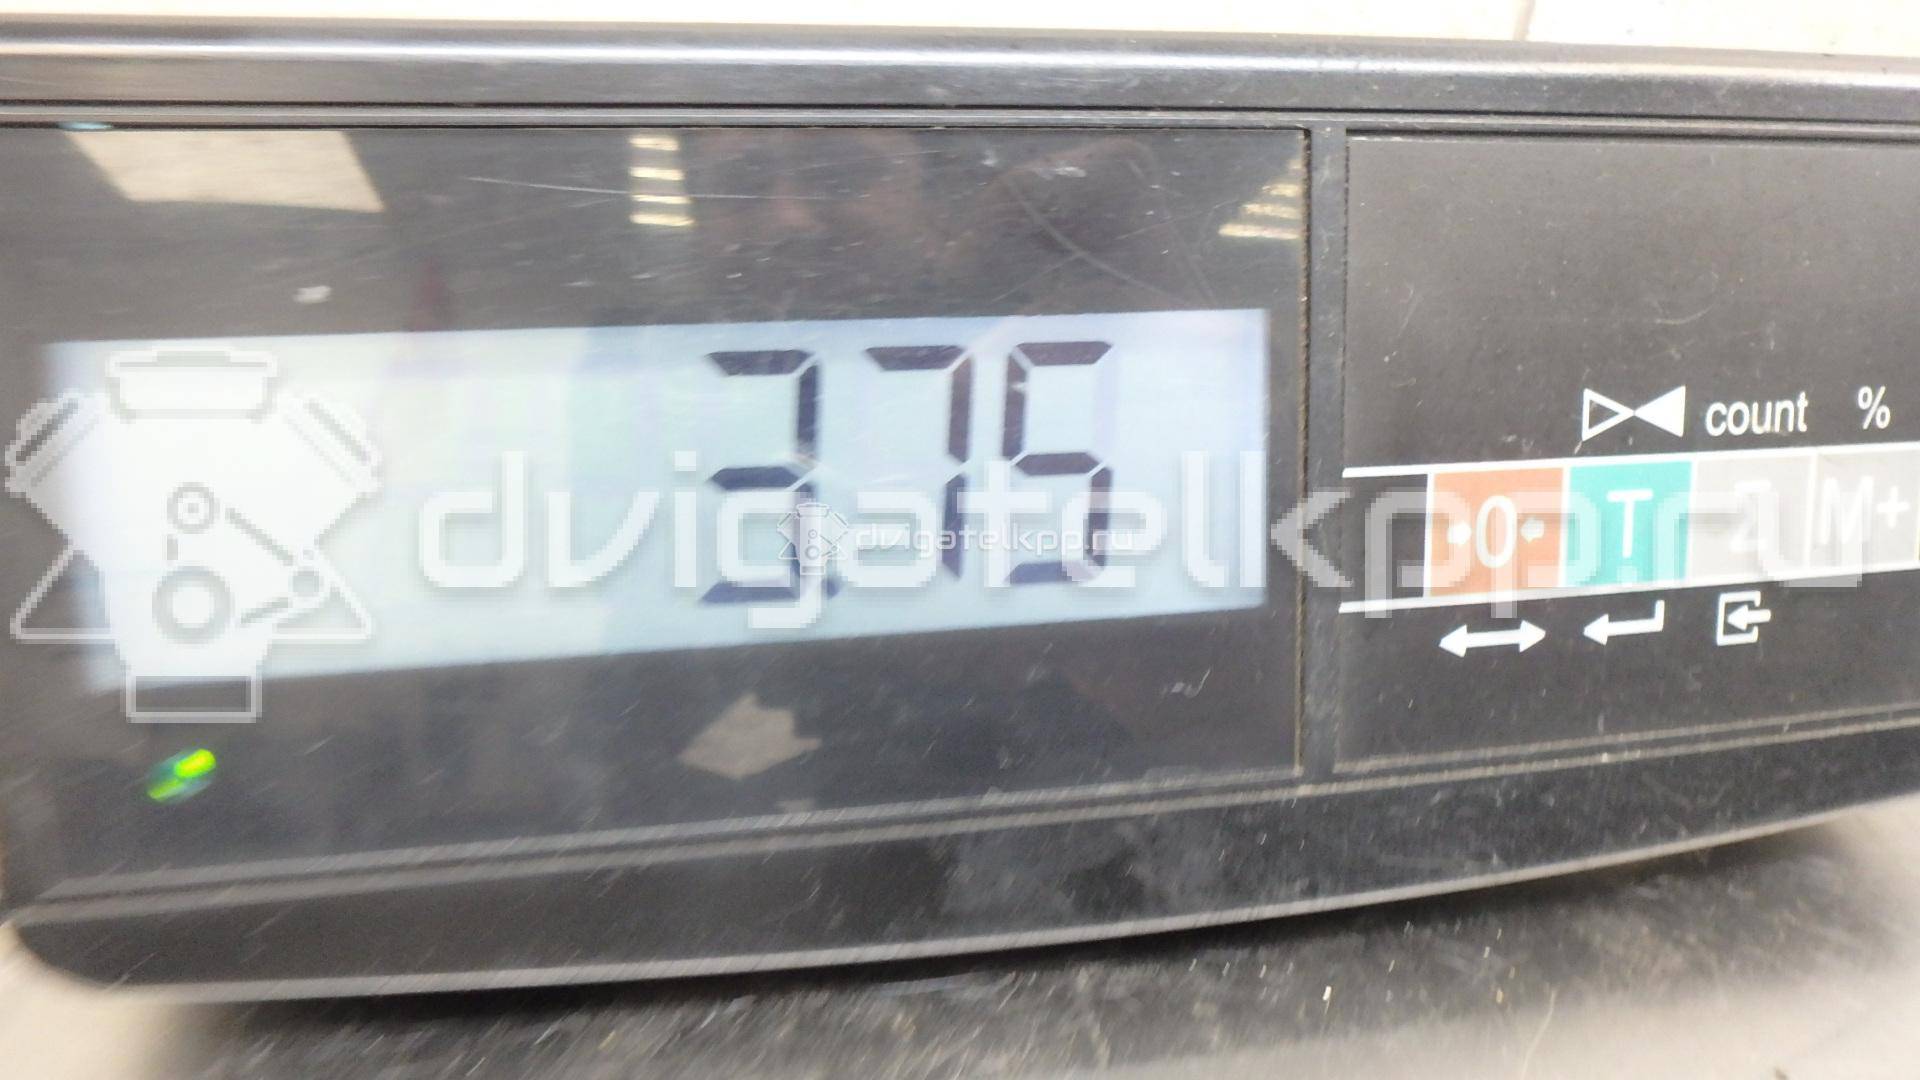 3.75
count %
0 T Σ M+
dvigatelkpp.ru
dvigatelkpp.ru